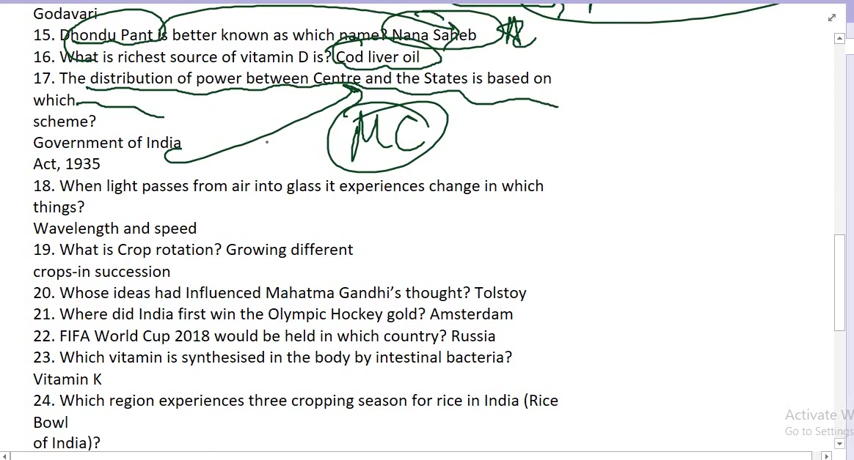 Godavari
15. Dhondu Pant is better known as which name? Nana Saheb
16. What is richest source of vitamin D is? Cod liver oil
17. The distribution of power between Centre and the States is based on
which
scheme?
MC
Government of India
Act, 1935
18. When light passes from air into glass it experiences change in which
things?
Wavelength and speed
19. What is Crop rotation? Growing different
crops-in succession
20. Whose ideas had Influenced Mahatma Gandhi's thought? Tolstoy
21. Where did India first win the Olympic Hockey gold? Amsterdam
22. FIFA World Cup 2018 would be held in which country? Russia
23. Which vitamin is synthesised in the body by intestinal bacteria?
Vitamin K
24. Which region experiences three cropping season for rice in India (Rice
Bowl
of India)?
Activate W
Go to Settings